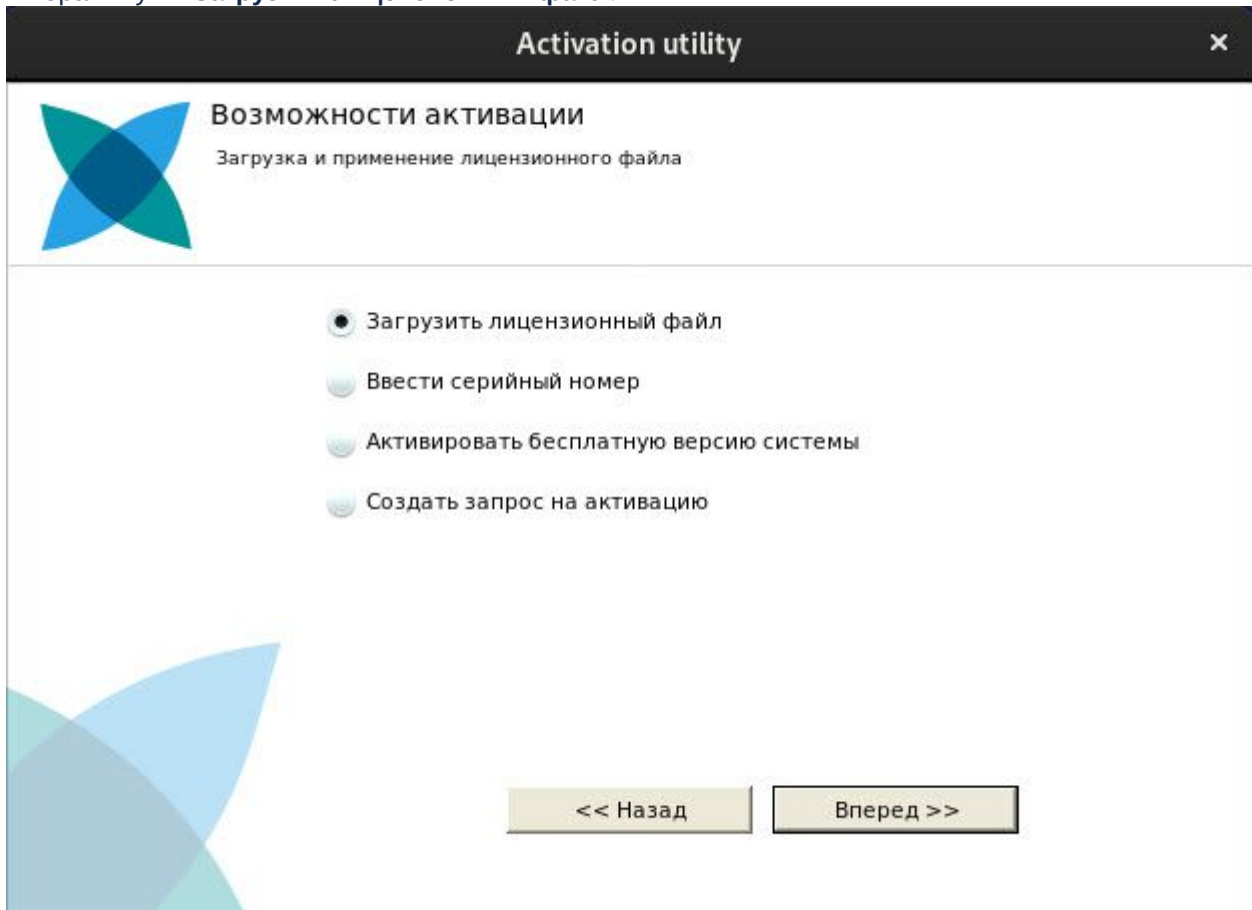 Activation utility
Возможности активации
Загрузка и применение лицензионного файла
Загрузить лицензионный файл
Ввести серийный номер
Активировать бесплатную версию системы
Создать запрос на активацию
<< Назад
Вперед >>